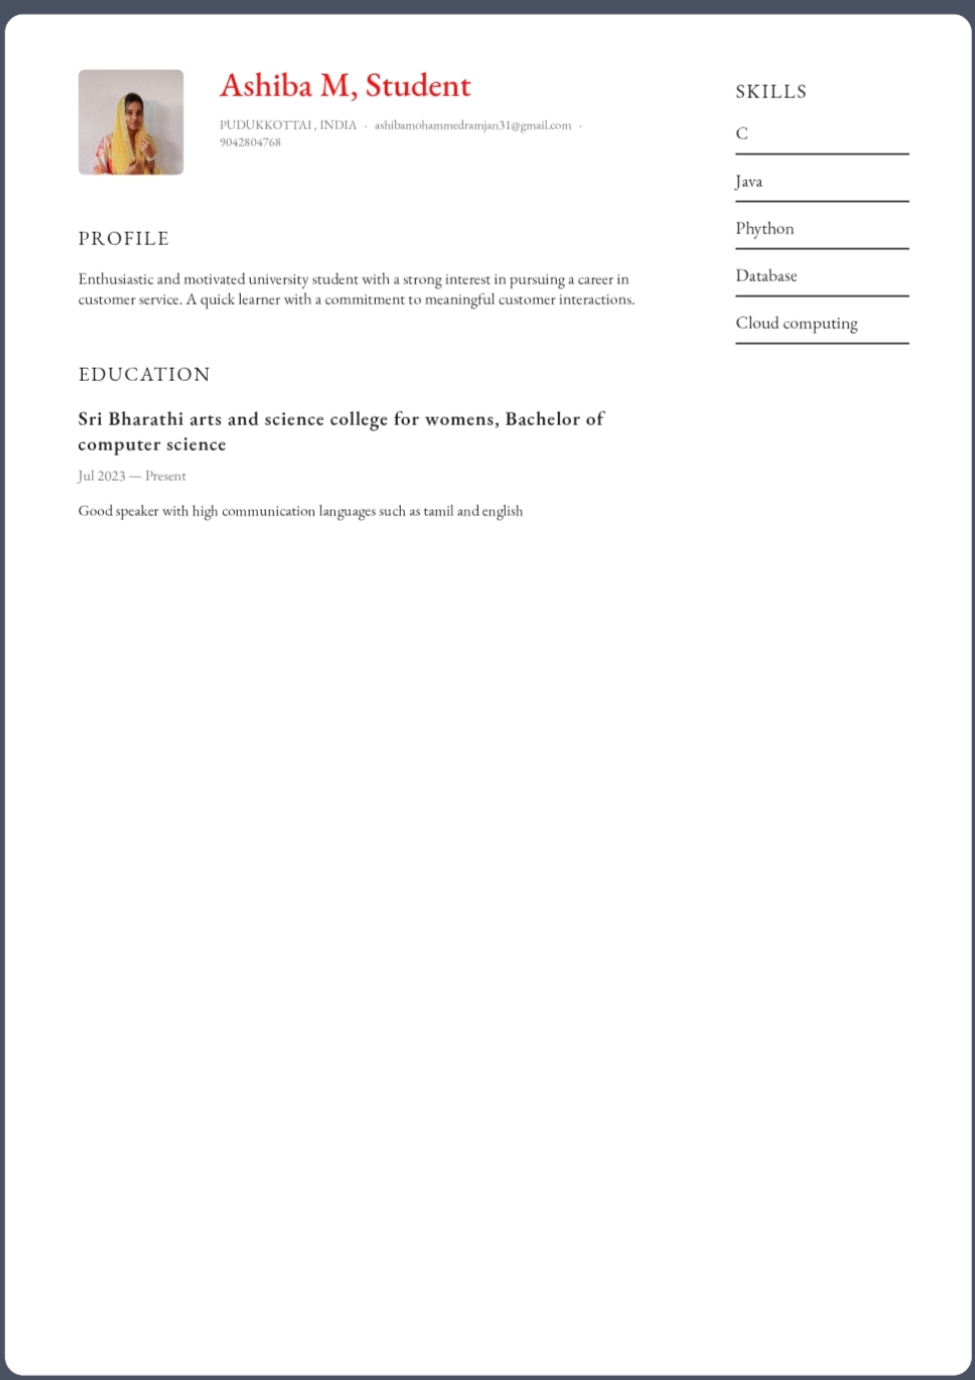 Ashiba M, Student
PUDUKKOTTAI, INDIA · ashibamohammedramjan31@gmail.com ·
9042804768
PROFILE
Enthusiastic and motivated university student with a strong interest in pursuing a career in
customer service. A quick learner with a commitment to meaningful customer interactions.
EDUCATION
Sri Bharathi arts and science college for womens, Bachelor of
computer science
Jul 2023 — Present
Good speaker with high communication languages such as tamil and english
SKILLS
C
Java
Phython
Database
Cloud computing